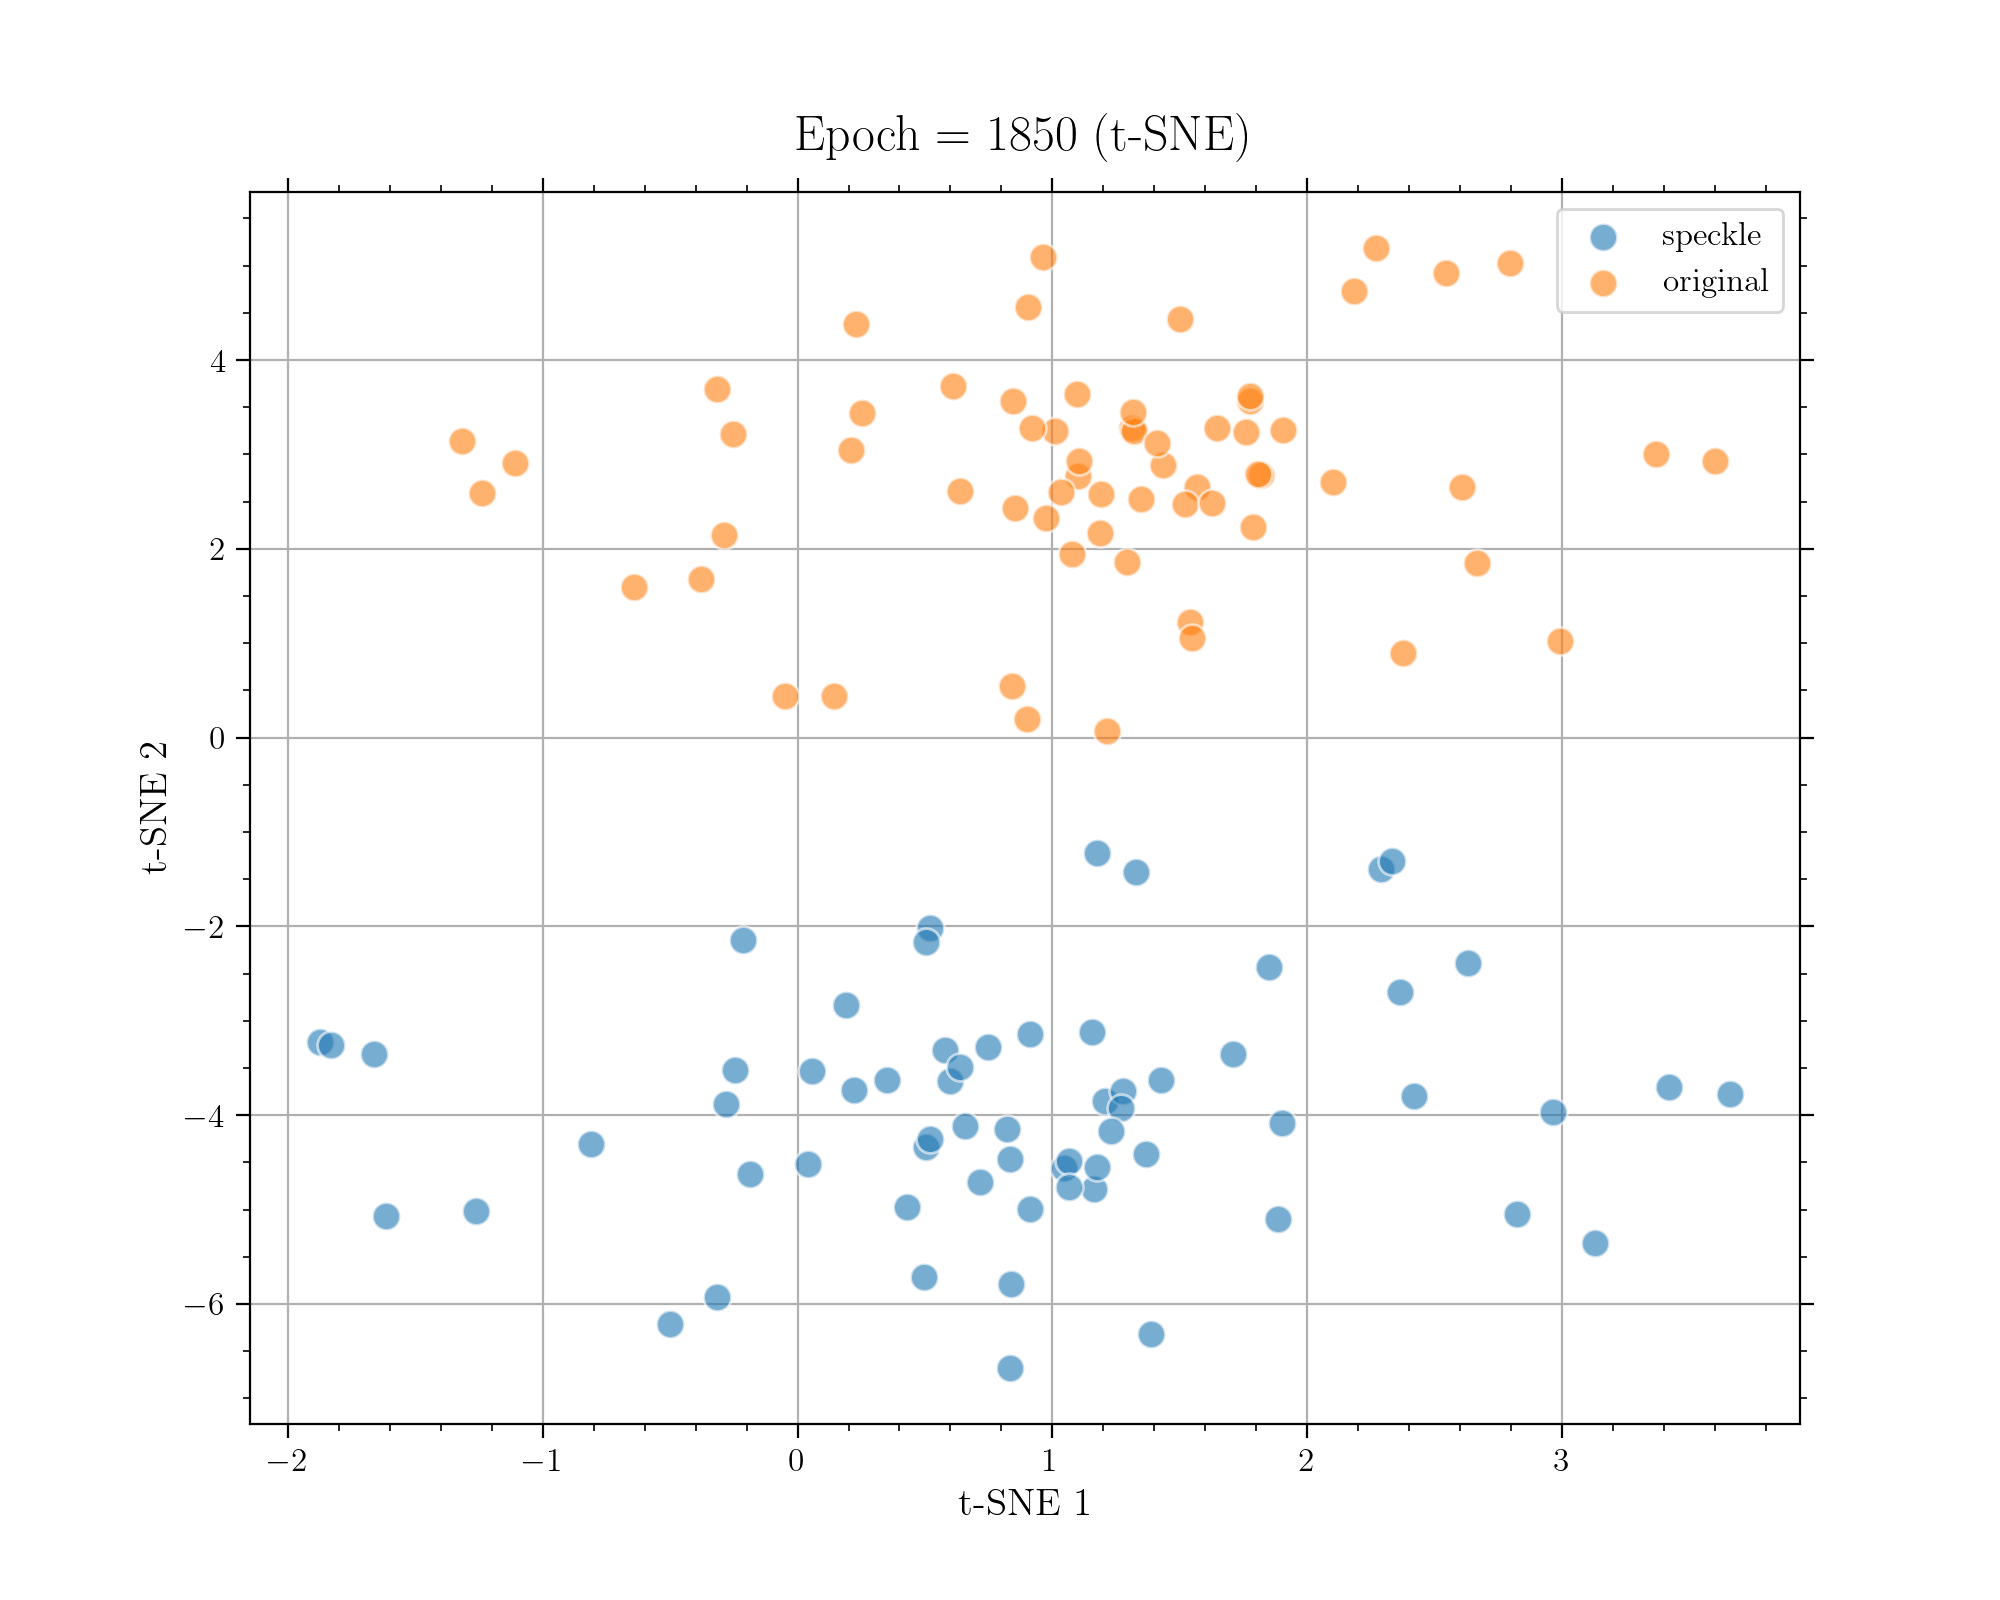 Epoch = 1850 (t-SNE)
speckle
original
4
2
0
−2
−4
−6
t-SNE 2
−2 −1 0 1 2 3
t-SNE 1